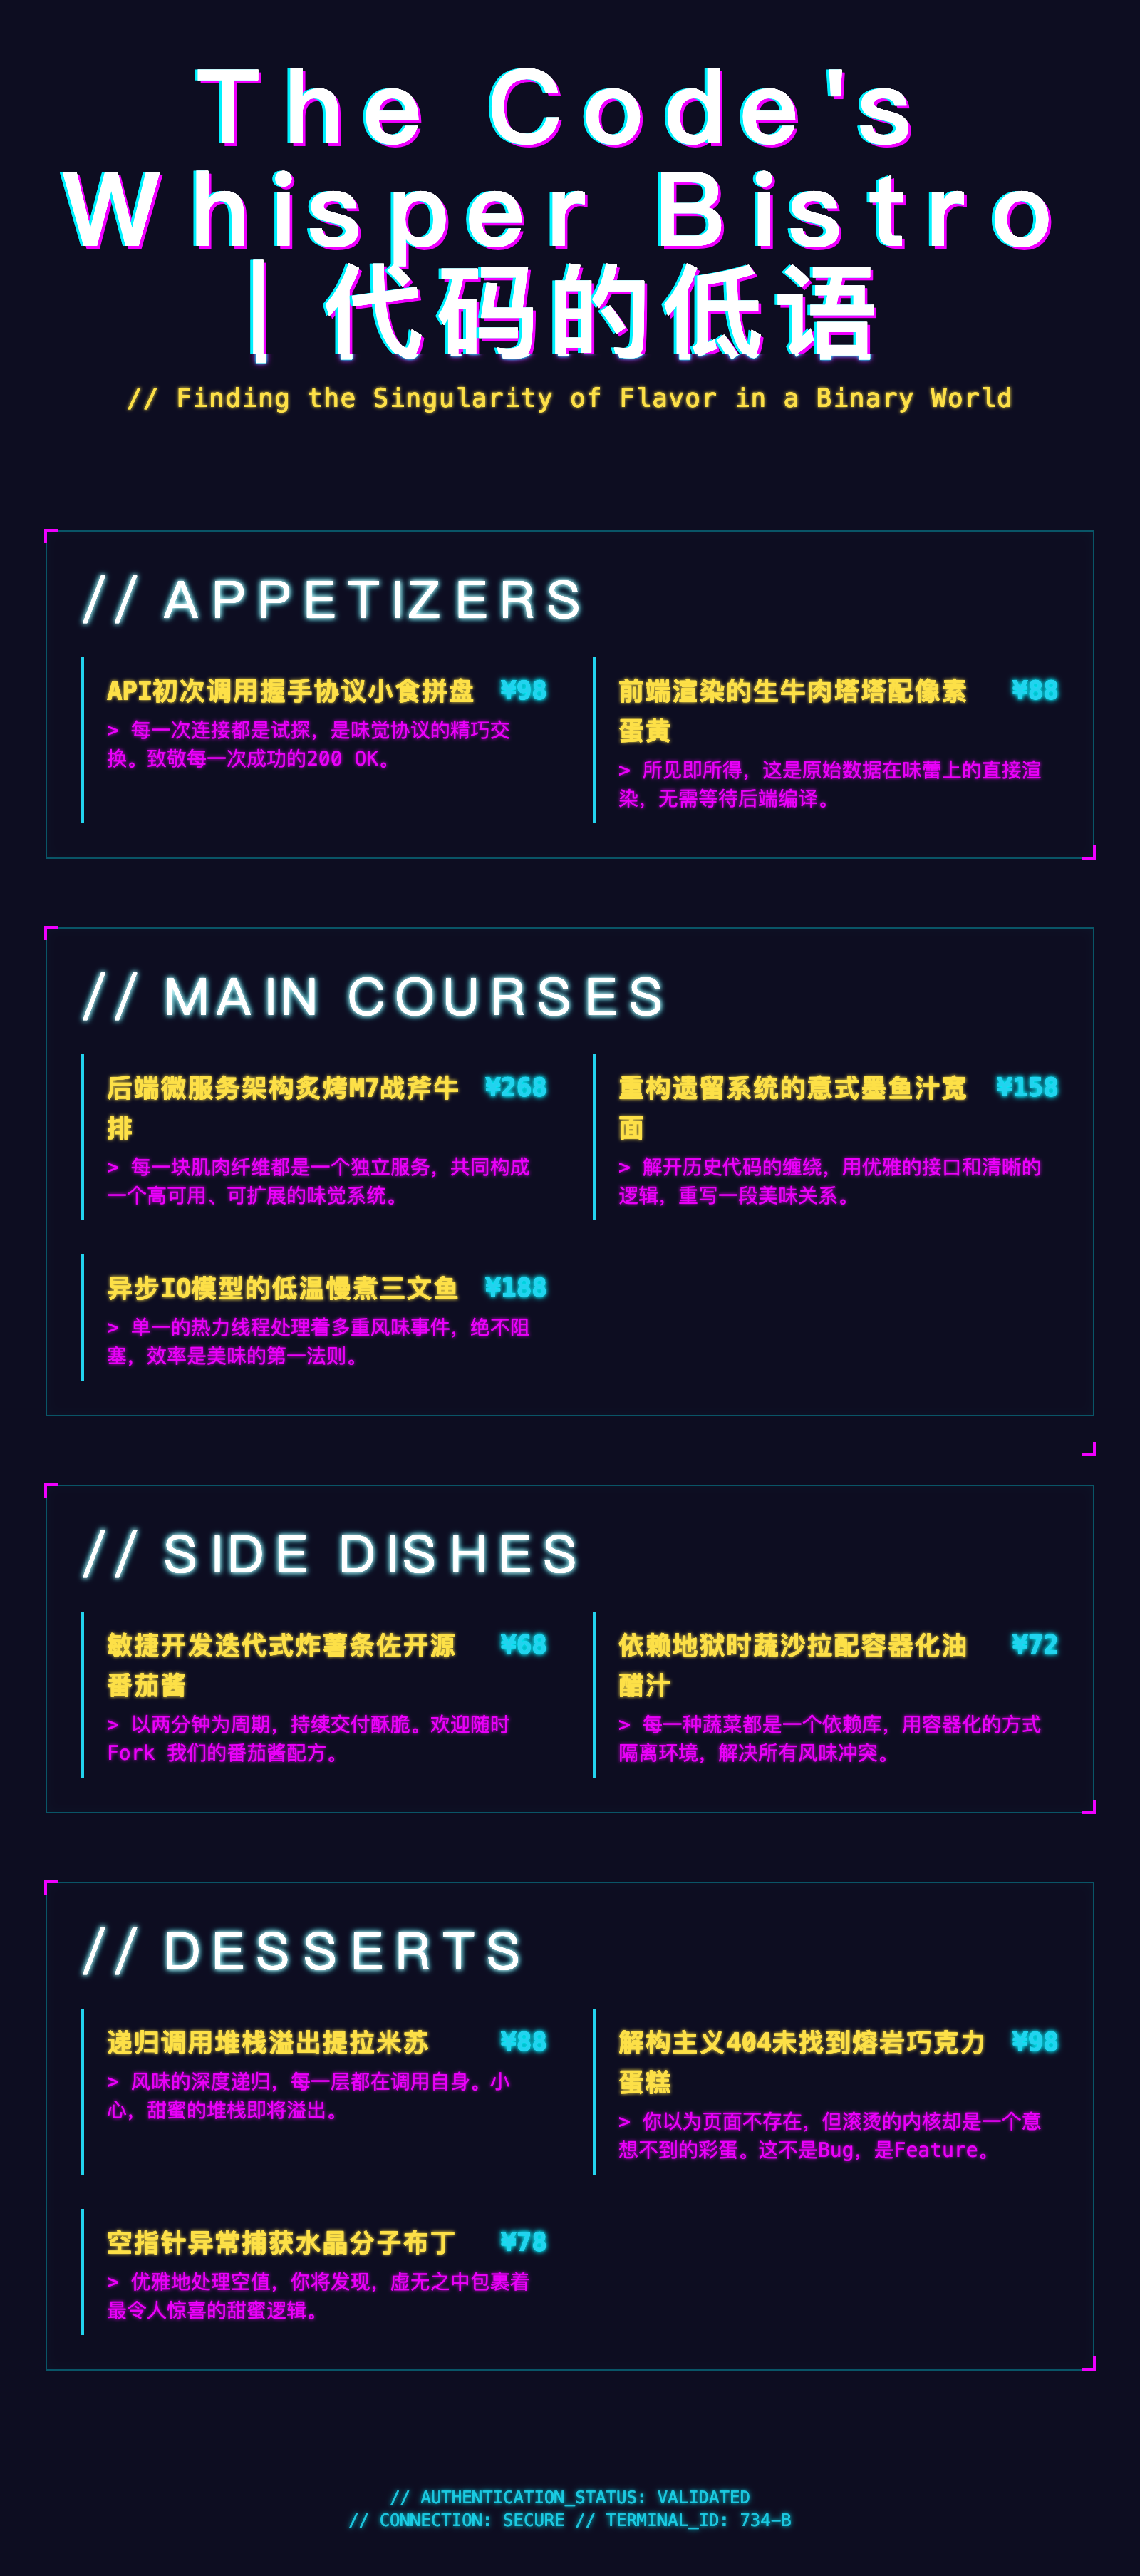 The Code's
Whisper Bistro
| 代码的低语
// Finding the Singularity of Flavor in a Binary World
// APPETIZERS
API初次调用握手协议小食拼盘 ¥98
> 每一次连接都是试探，是味觉协议的精巧交
换。致敬每一次成功的200 OK。
前端渲染的生牛肉塔塔配像素 ¥88
蛋黄
> 所见即所得，这是原始数据在味蕾上的直接渲
染，无需等待后端编译。
// MAIN COURSES
后端微服务架构炙烤M7战斧牛 ¥268
排
> 每一块肌肉纤维都是一个独立服务，共同构成
一个高可用、可扩展的味觉系统。
重构遗留系统的意式墨鱼汁宽 ¥158
面
> 解开历史代码的缠绕，用优雅的接口和清晰的
逻辑，重写一段美味关系。
异步IO模型的低温慢煮三文鱼 ¥188
> 单一的热力线程处理着多重风味事件，绝不阻
塞，效率是美味的第一法则。
// SIDE DISHES
敏捷开发迭代式炸薯条佐开源 ¥68
番茄酱
> 以两分钟为周期，持续交付酥脆。欢迎随时
Fork 我们的番茄酱配方。
依赖地狱时蔬沙拉配容器化油 ¥72
醋汁
> 每一种蔬菜都是一个依赖库，用容器化的方式
隔离环境，解决所有风味冲突。
// DESSERTS
递归调用堆栈溢出提拉米苏 ¥88
> 风味的深度递归，每一层都在调用自身。小
心，甜蜜的堆栈即将溢出。
解构主义404未找到熔岩巧克力 ¥98
蛋糕
> 你以为页面不存在，但滚烫的内核却是一个意
想不到的彩蛋。这不是Bug，是Feature。
空指针异常捕获水晶分子布丁 ¥78
> 优雅地处理空值，你将发现，虚无之中包裹着
最令人惊喜的甜蜜逻辑。
// AUTHENTICATION_STATUS: VALIDATED
// CONNECTION: SECURE // TERMINAL_ID: 734-B